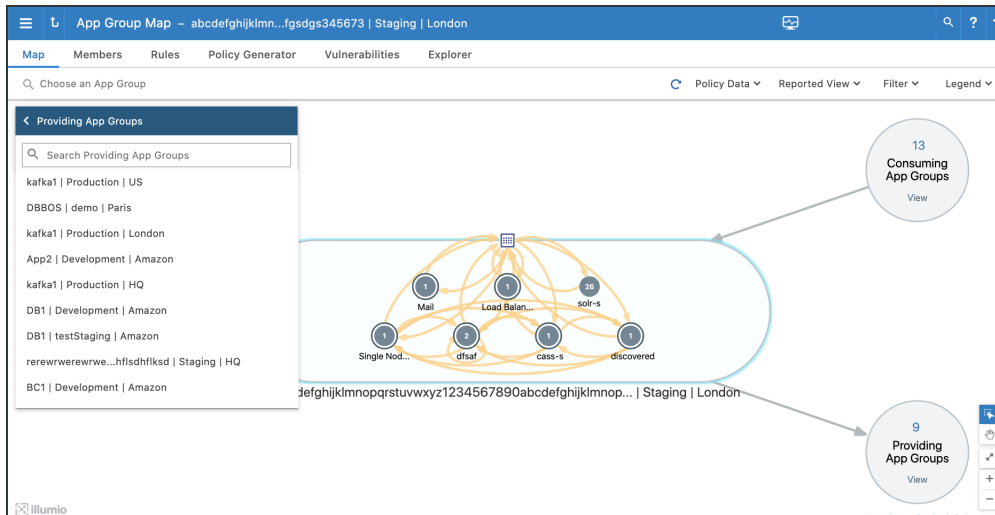 App Group Map – abcdefghijklmn...fgsdgs345673 | Staging | London
?
Map Members Rules Policy Generator Vulnerabilities Explorer
Choose an App Group
Policy Data Reported View Filter Legend
Providing App Groups
Search Providing App Groups
kafka1 | Production | US
DBBOS | demo | Paris
kafka1 | Production | London
App2 | Development | Amazon
kafka1 | Production | HQ
DB1 | Development | Amazon
DB1 | testStaging | Amazon
rerewrwerewrwe...hflsdhflksd | Staging | HQ
BC1 | Development | Amazon
13
Consuming
App Groups
View
1 1 26
Mail Load Balan... solr-s
1 2 1 1
Single Nod... dfsaf cass-s discovered
defghijklmnopqrstuvwxyz1234567890abcdefghijklmnop... | Staging | London
9
Providing
App Groups
View
+
−
illumio